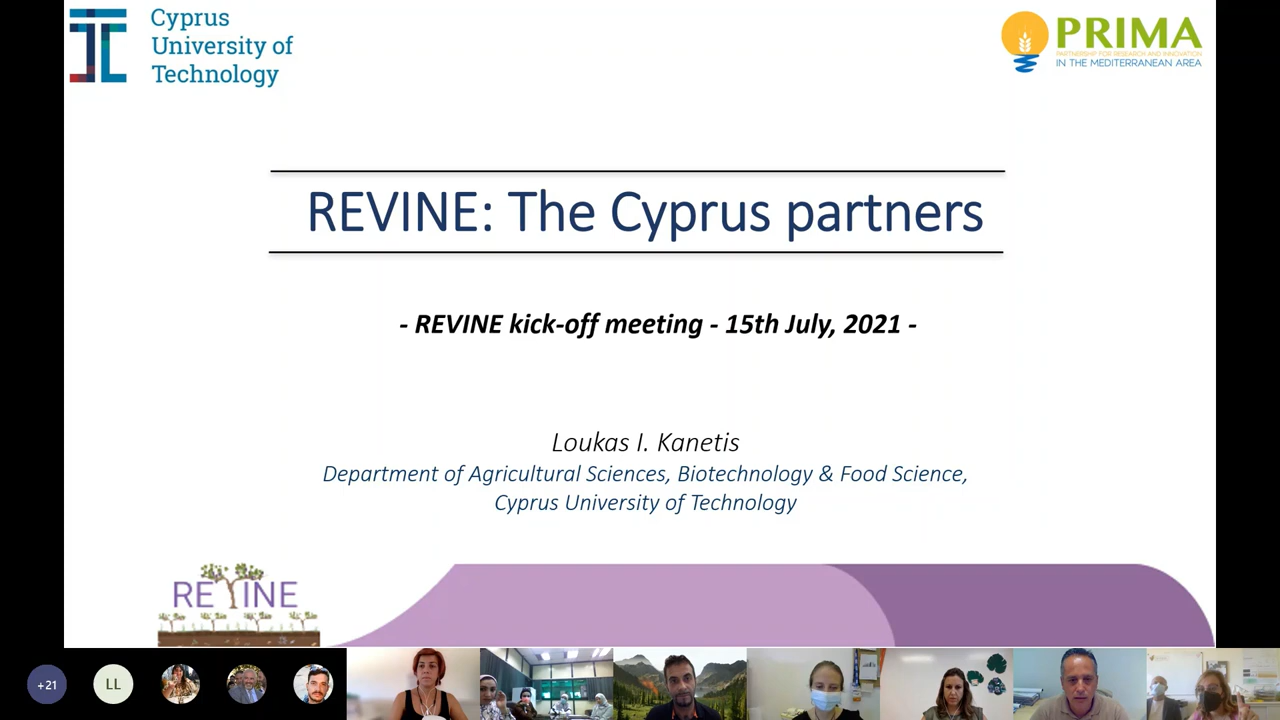 Cyprus
University of
Technology
PRIMA
PARTNERSHIP FOR RESEARCH AND INNOVATION
IN THE MEDITERRANEAN AREA
REVINE: The Cyprus partners
- REVINE kick-off meeting - 15th July, 2021 -
Loukas I. Kanetis
Department of Agricultural Sciences, Biotechnology & Food Science,
Cyprus University of Technology
REVINE
+21
LL